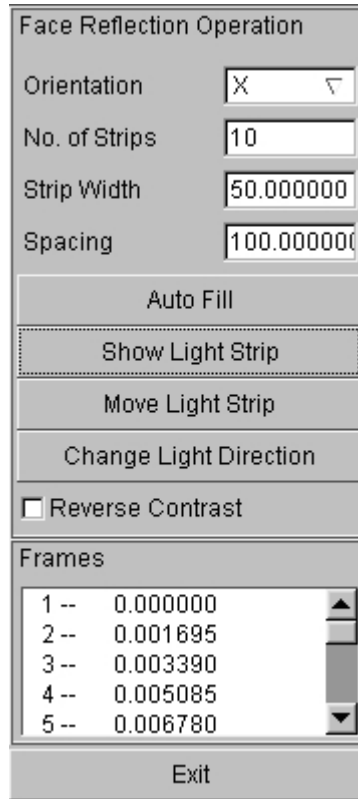 Face Reflection Operation
Orientation X
No. of Strips 10
Strip Width 50.000000
Spacing 100.000000
Auto Fill
Show Light Strip
Move Light Strip
Change Light Direction
Reverse Contrast
Frames
1 -- 0.000000
2 -- 0.001695
3 -- 0.003390
4 -- 0.005085
5 -- 0.006780
Exit